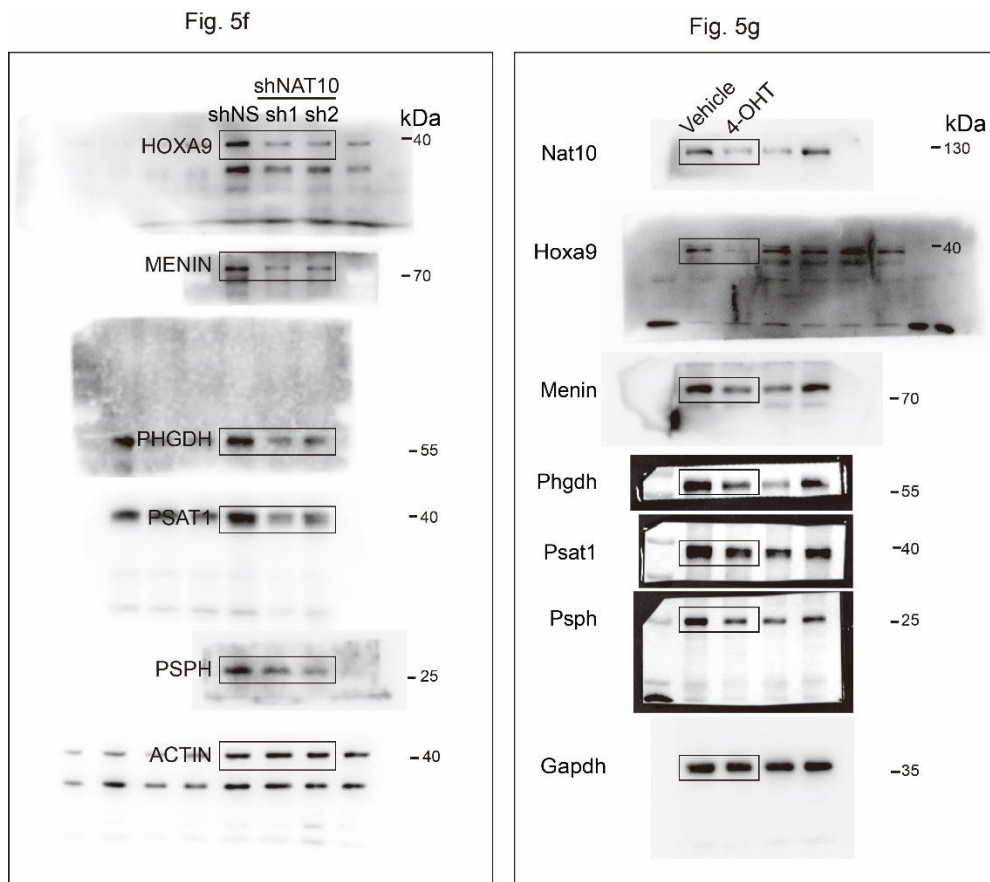 Fig. 5f
shNAT10
shNS sh1 sh2
kDa
HOXA9
-40
MENIN
-70
PHGDH
-55
PSAT1
-40
PSPH
-25
ACTIN
-40
Fig. 5g
Vehicle
4-OHT
kDa
Nat10
-130
Hoxa9
-40
Menin
-70
Phgdh
-55
Psat1
-40
Psph
-25
Gapdh
-35